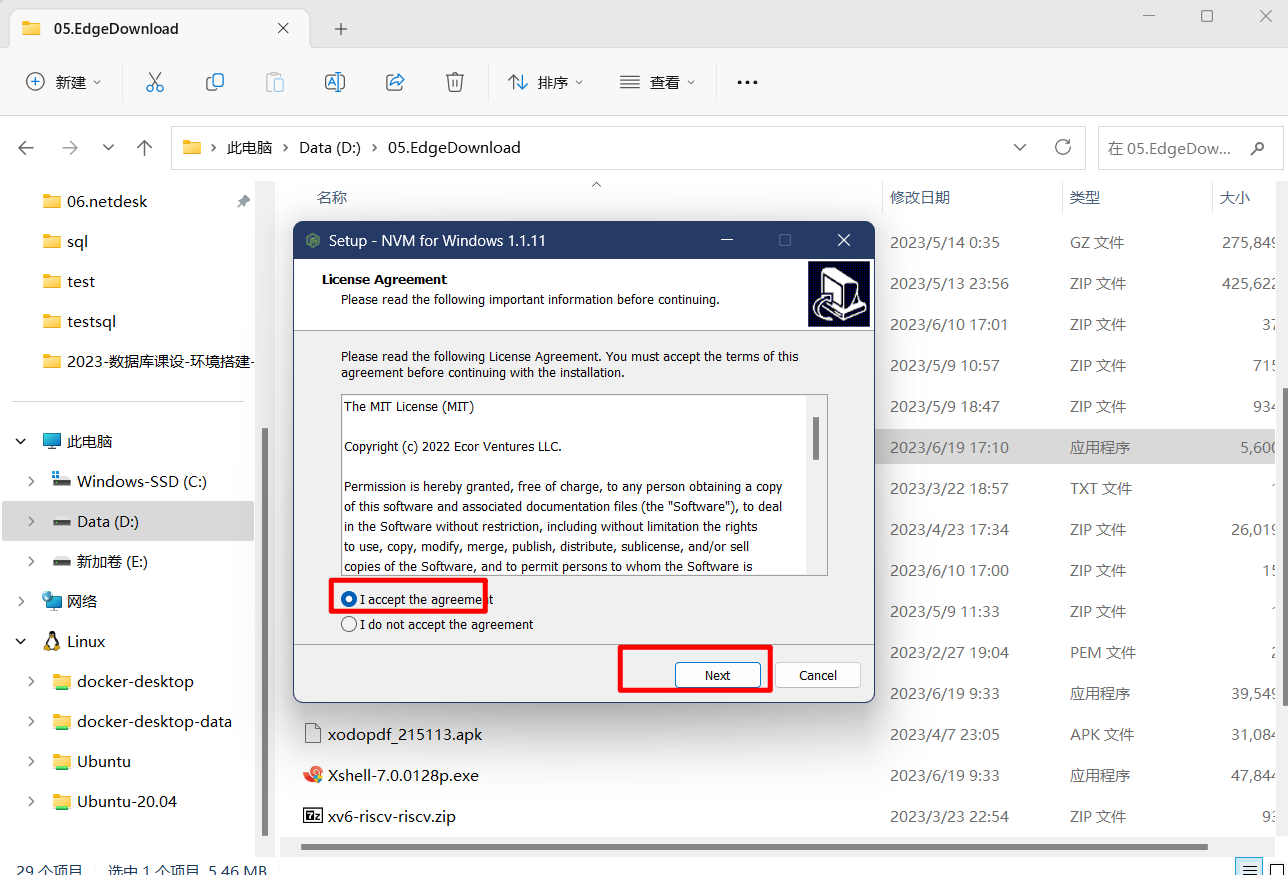 05.EdgeDownload
新建
排序
查看
此电脑
Data (D:)
05.EdgeDownload
在 05.EdgeDow...
06.netdesk
sql
test
testsql
2023-数据库课设-环境搭建-
此电脑
Windows-SSD (C:)
Data (D:)
新加卷 (E:)
网络
Linux
docker-desktop
docker-desktop-data
Ubuntu
Ubuntu-20.04
名称
修改日期
类型
大小
2023/5/14 0:35
GZ 文件
275,849
2023/5/13 23:56
ZIP 文件
425,622
2023/6/10 17:01
ZIP 文件
37
2023/5/9 10:57
ZIP 文件
715
2023/5/9 18:47
ZIP 文件
934
2023/6/19 17:10
应用程序
5,600
2023/3/22 18:57
TXT 文件
2023/4/23 17:34
ZIP 文件
26,019
2023/6/10 17:00
ZIP 文件
15
2023/5/9 11:33
ZIP 文件
2023/2/27 19:04
PEM 文件
2
2023/6/19 9:33
应用程序
39,549
xodopdf_215113.apk
2023/4/7 23:05
APK 文件
31,084
Xshell-7.0.0128p.exe
2023/6/19 9:33
应用程序
47,844
7z
xv6-riscv-riscv.zip
2023/3/23 22:54
ZIP 文件
93
Setup - NVM for Windows 1.1.11
License Agreement
Please read the following important information before continuing.
Please read the following License Agreement. You must accept the terms of this
agreement before continuing with the installation.
The MIT License (MIT)
Copyright (c) 2022 Ecor Ventures LLC.
Permission is hereby granted, free of charge, to any person obtaining a copy
of this software and associated documentation files (the "Software"), to deal
in the Software without restriction, including without limitation the rights
to use, copy, modify, merge, publish, distribute, sublicense, and/or sell
copies of the Software, and to permit persons to whom the Software is
I accept the agreement
I do not accept the agreement
Next
Cancel
29 个项目
选中 1 个项目 5.46 MB